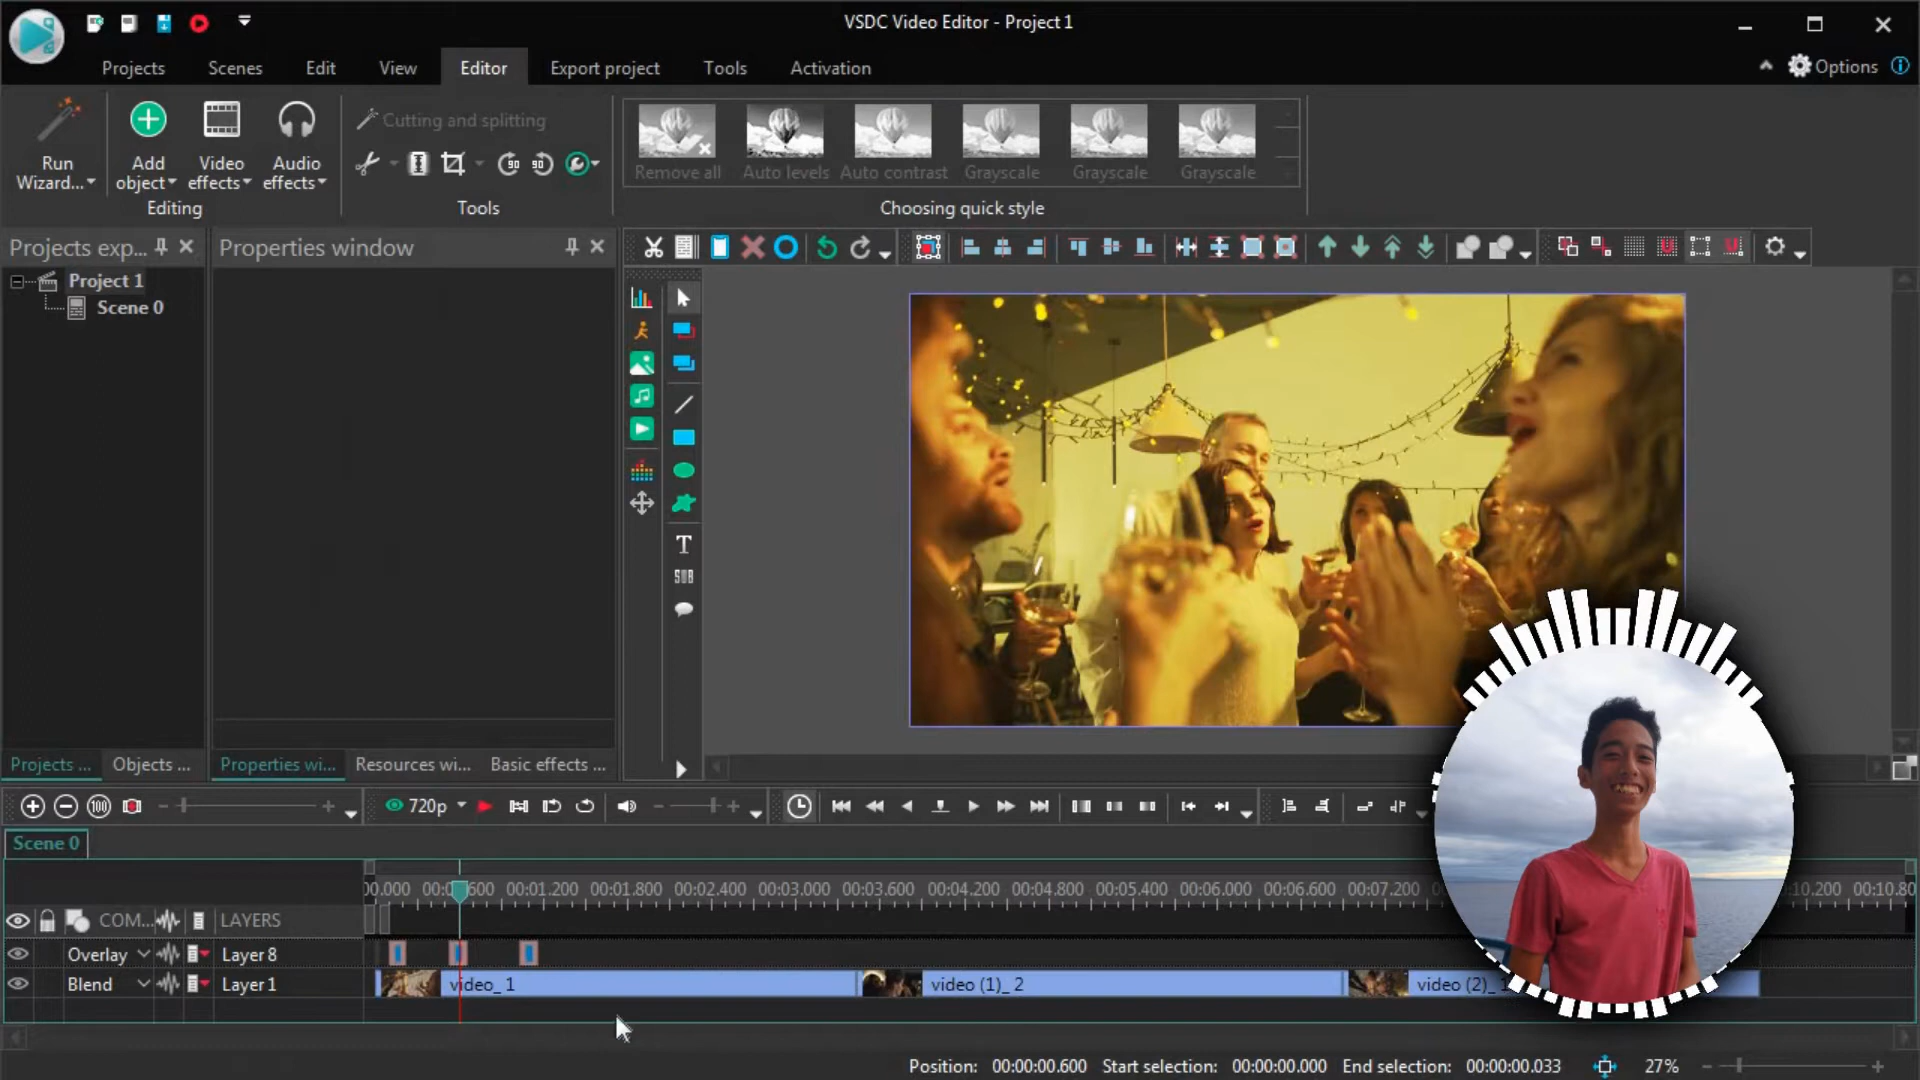 VSDC Video Editor - Project 1
Projects Scenes Edit View Editor Export project Tools Activation
Options
Run Wizard...
Add object
Video effects
Audio effects
Cutting and splitting
90 90
Remove all Auto levels Auto contrast Grayscale Grayscale Grayscale
Editing Tools Choosing quick style
Projects exp... Properties window
Project 1
Scene 0
T
SUB
Projects ... Objects ... Properties wi... Resources wi... Basic effects ...
100 720p
Scene 0
00.000 600 00:01.200 00:01.800 00:02.400 00:03.000 00:03.600 00:04.200 00:04.800 00:05.400 00:06.000 00:06.600 00:07.200 10.200 00:10.80
COM... LAYERS
Overlay Layer 8
Blend Layer 1 video_ 1 video (1)_ 2 video (2)_
Position: 00:00:00.600 Start selection: 00:00:00.000 End selection: 00:00:00.033 27%